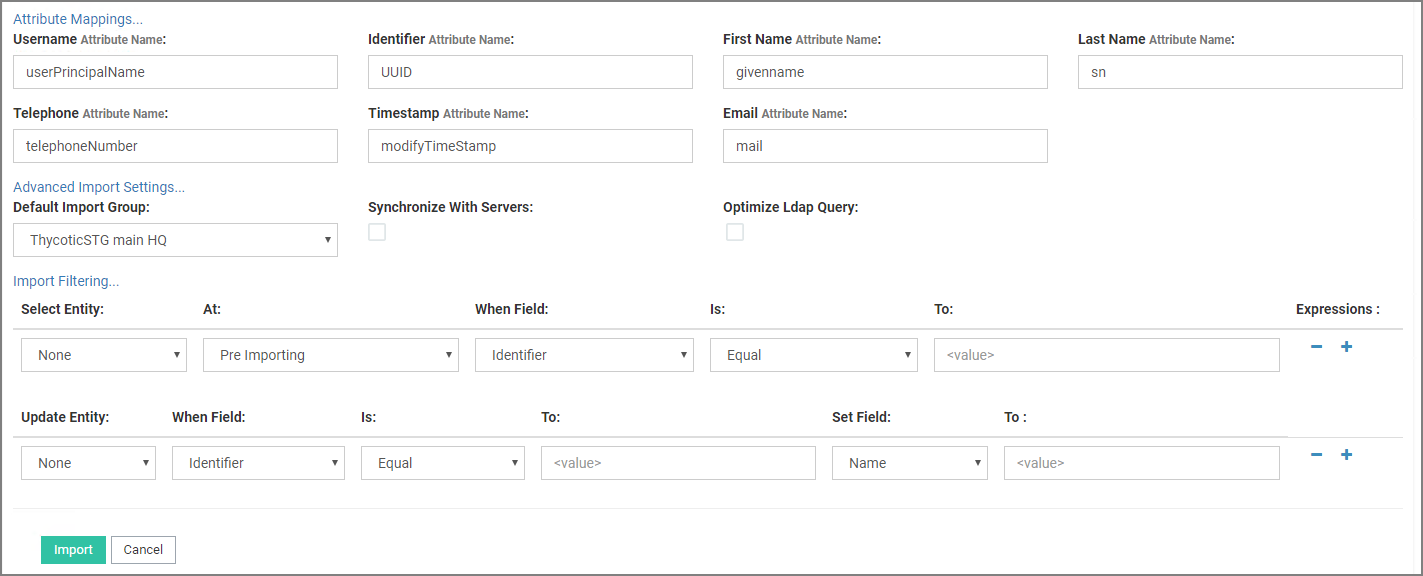 Attribute Mappings...
Username Attribute Name: Identifier Attribute Name: First Name Attribute Name: Last Name Attribute Name:
userPrincipalName UUID givenname sn
Telephone Attribute Name: Timestamp Attribute Name: Email Attribute Name:
telephoneNumber modifyTimeStamp mail
Advanced Import Settings...
Default Import Group: Synchronize With Servers: Optimize Ldap Query:
ThycoticSTG main HQ
Import Filtering...
Select Entity: At: When Field: Is: To: Expressions :
None Pre Importing Identifier Equal <value>
Update Entity: When Field: Is: To: Set Field: To :
None Identifier Equal <value> Name <value>
Import Cancel